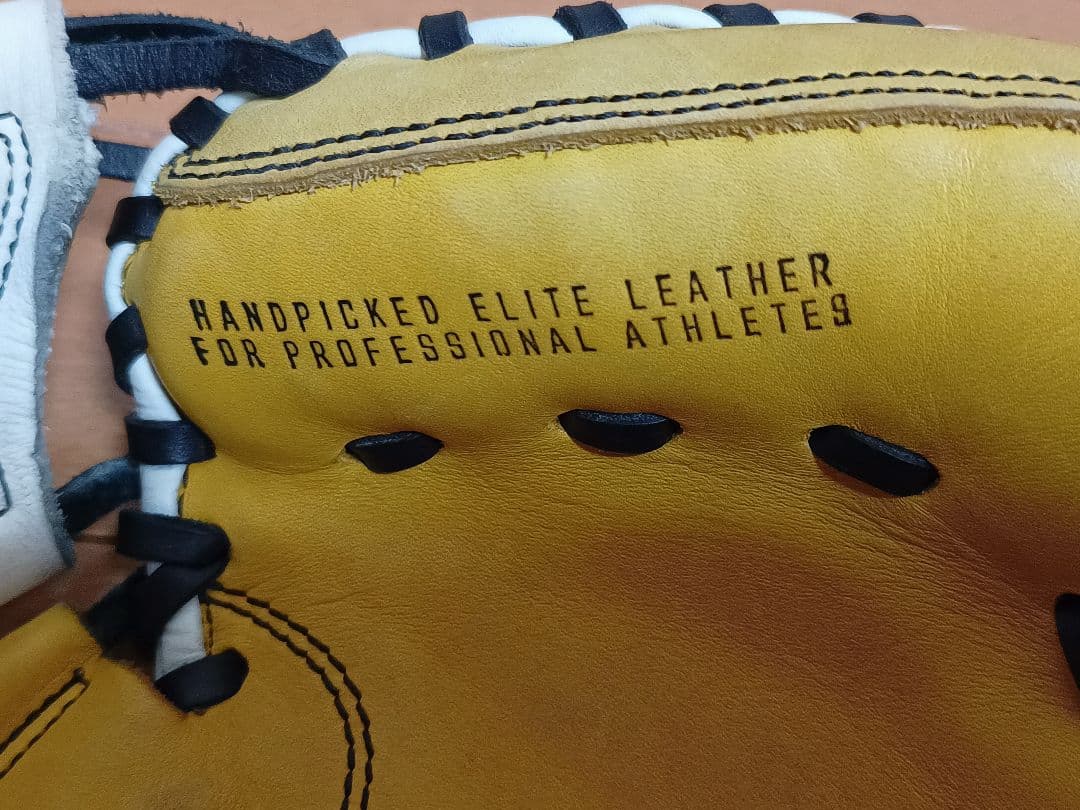 HANDPICKED ELITE LEATHER
FOR PROFESSIONAL ATHLETES